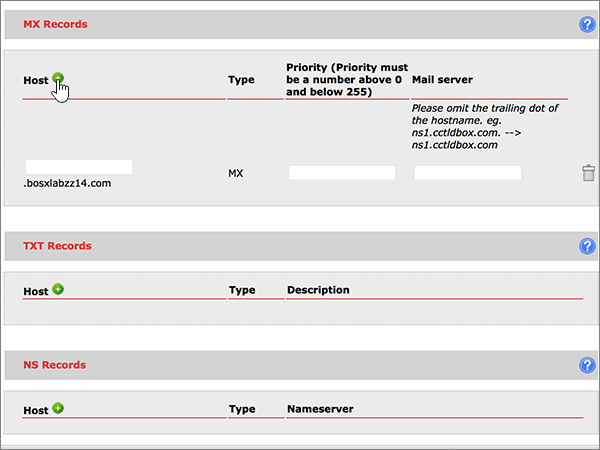 MX Records
?
Host
Type
Priority (Priority must
be a number above 0
and below 255)
Mail server
Please omit the trailing dot of
the hostname. eg.
ns1.cctldbox.com. -->
ns1.cctldbox.com
.bosxlabzz14.com
MX
TXT Records
?
Host
Type
Description
NS Records
?
Host
Type
Nameserver